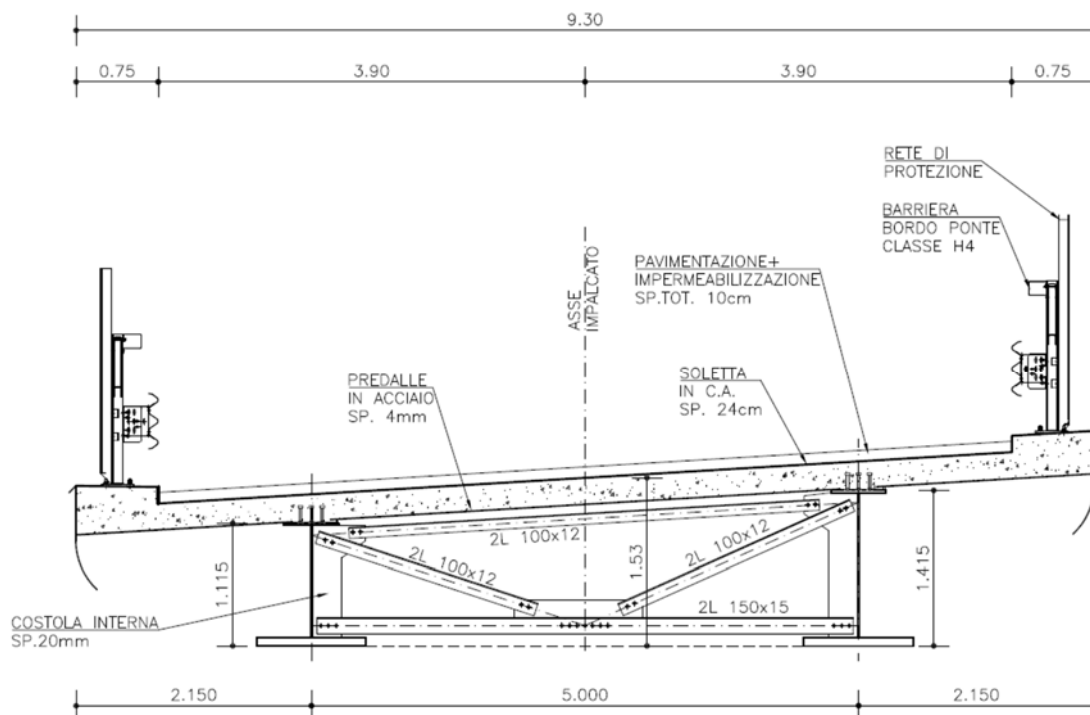 9.30
0.75
3.90
3.90
0.75
RETE DI
PROTEZIONE
BARRIERA
BORDO PONTE
CLASSE H4
ASSE
IMPALCATO
PAVIMENTAZIONE+
IMPERMEABILIZZAZIONE
SP.TOT. 10cm
PREDALLE
IN ACCIAIO
SP. 4mm
SOLETTA
IN C.A.
SP. 24cm
2L 100x12
2L 100x12
2L 100x12
2L 150x15
1.115
1.53
1.415
COSTOLA INTERNA
SP.20mm
2.150
5.000
2.150